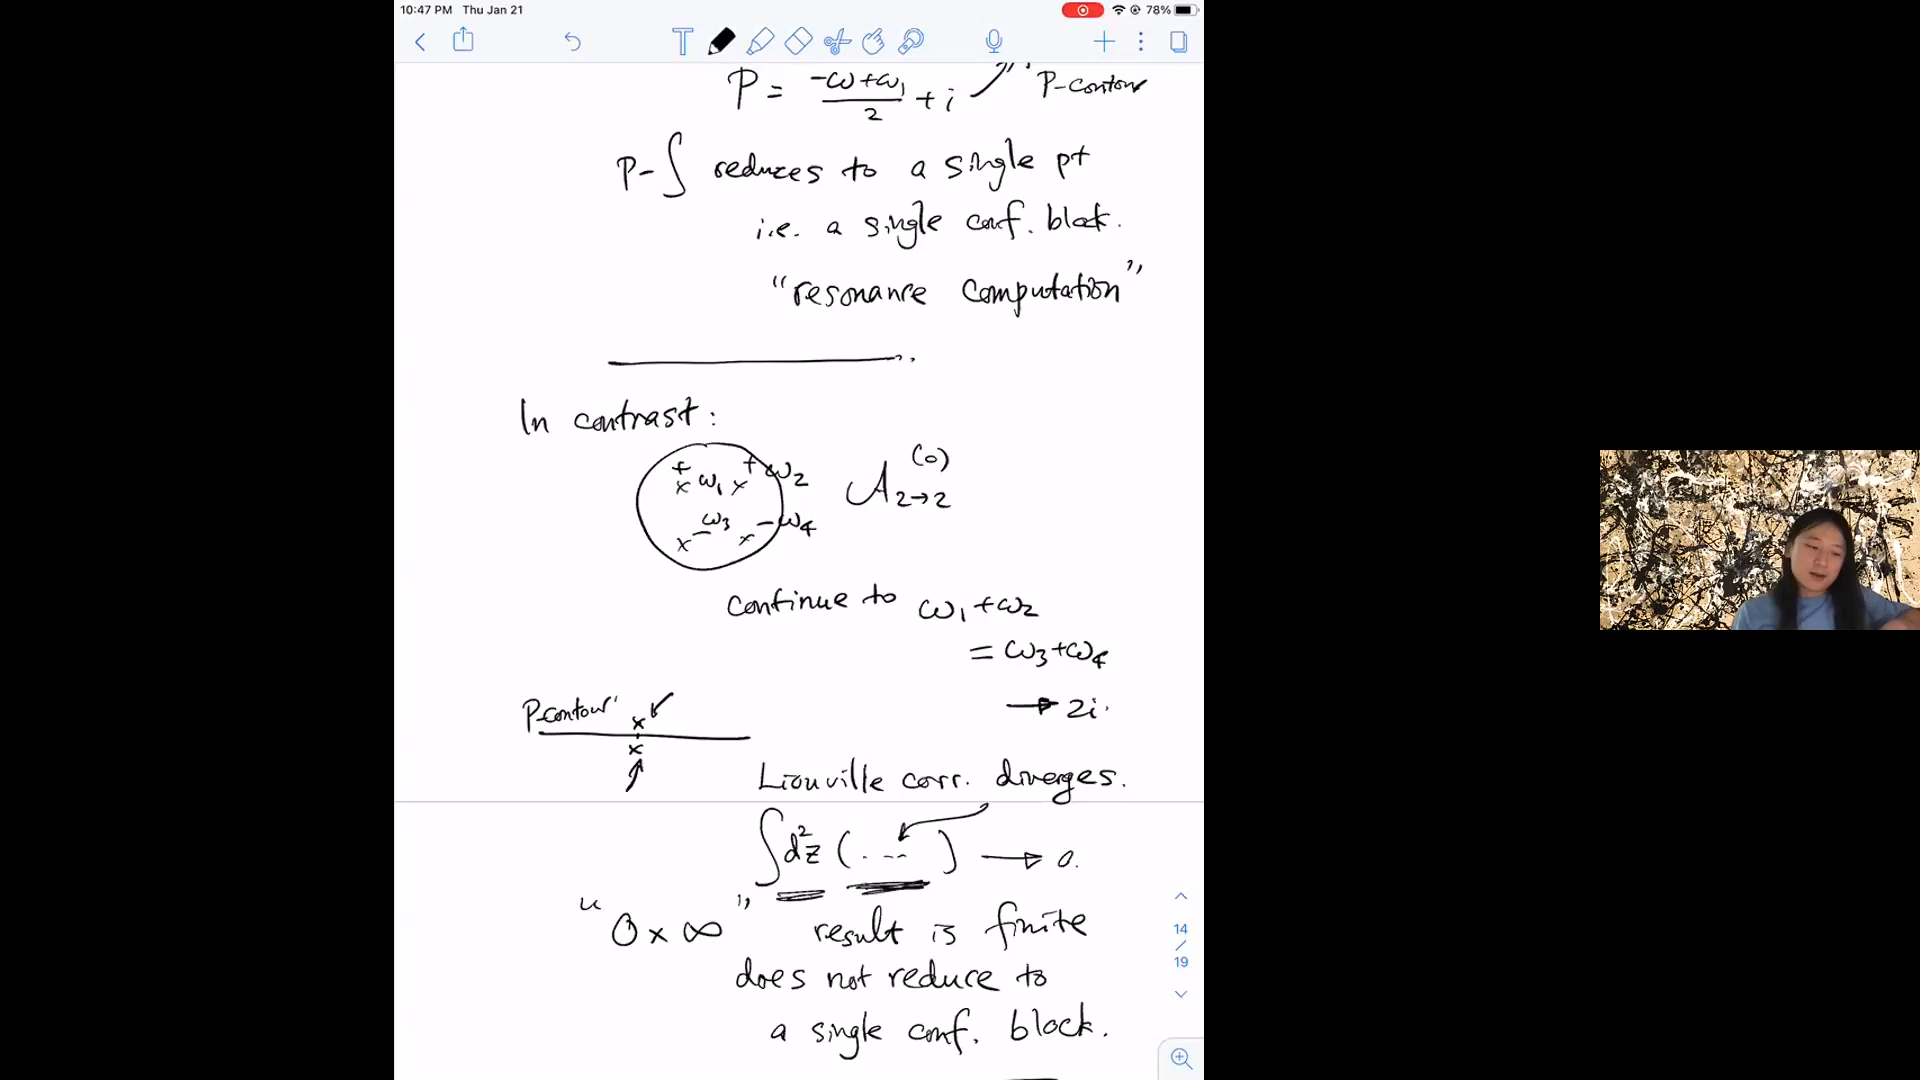 10:47 PM Thu Jan 21
78%
P = -ω+ω₁/2 + i
P-contour
P-∫ reduces to a single pt
i.e. a single conf. block.
"resonance computation"
In contrast:
+ + ω₂
x ω₁ x
ω₃ - ω₄
x - x
A₂→₂⁽⁰⁾
continue to ω₁+ω₂
= ω₃+ω₄
→ 2i.
P-contour
x
x
Liouville corr. diverges.
∫d²z (....) → 0.
"0 x ∞" result is finite
does not reduce to
a single conf. block.
14
/
19